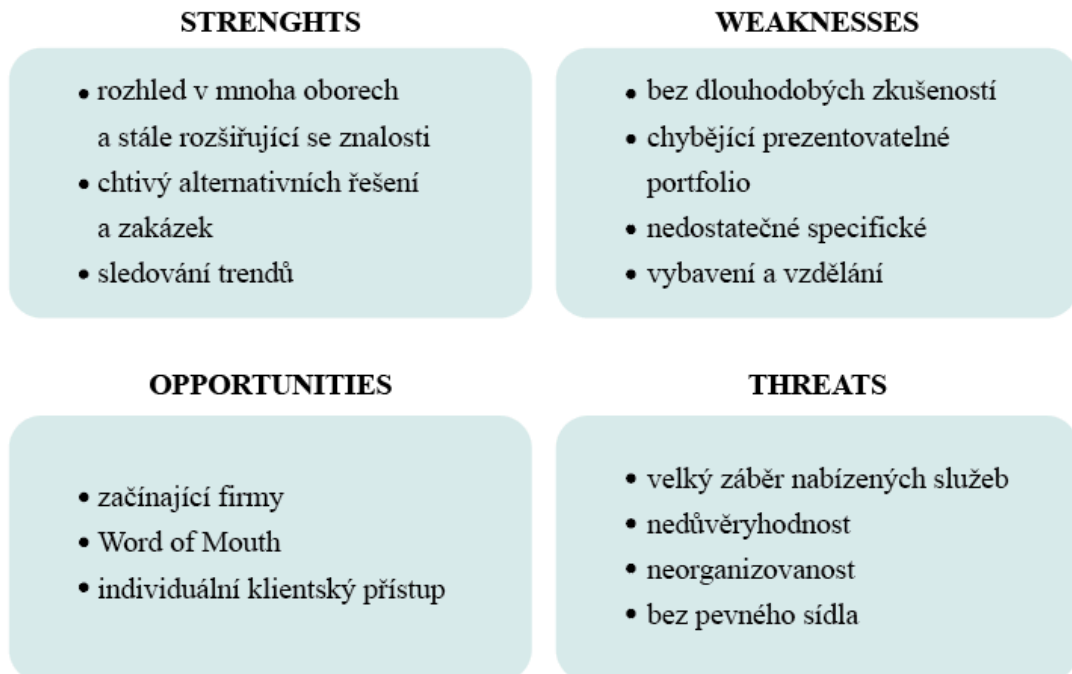 STRENGHTS
• rozhled v mnoha oborech
a stále rozšiřující se znalosti
• chtivý alternativních řešení
a zakázek
• sledování trendů
WEAKNESSES
• bez dlouhodobých zkušeností
• chybějící prezentovatelné
portfolio
• nedostatečné specifické
• vybavení a vzdělání
OPPORTUNITIES
• začínající firmy
• Word of Mouth
• individuální klientský přístup
THREATS
• velký záběr nabízených služeb
• nedůvěryhodnost
• neorganizovanost
• bez pevného sídla